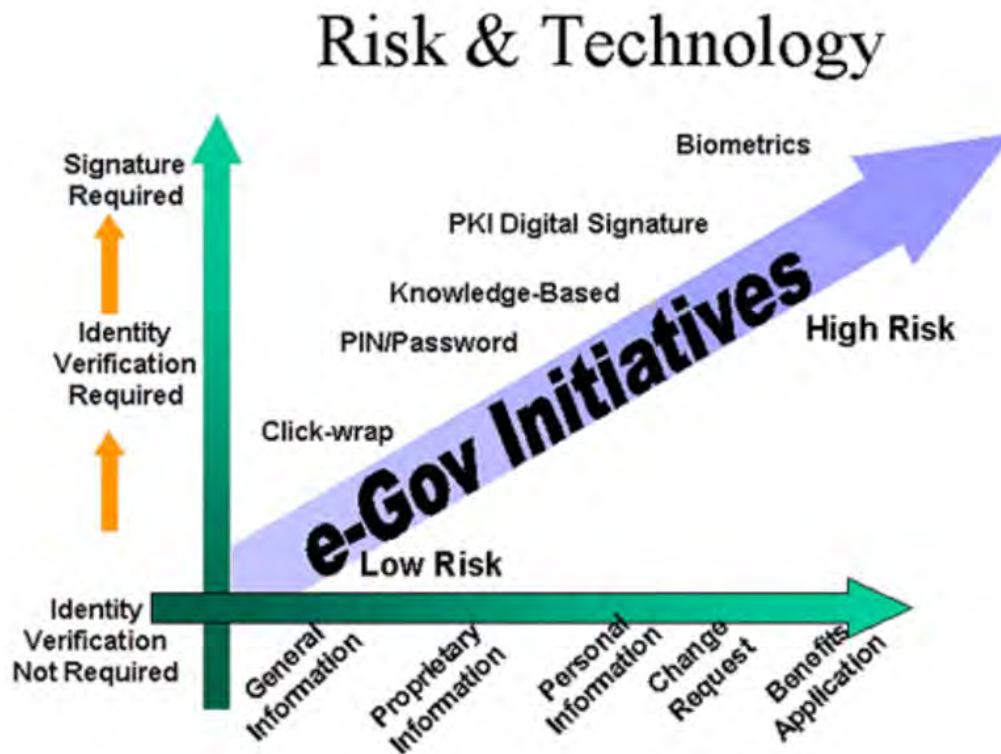 Risk & Technology
Signature
Required
Identity
Verification
Required
Identity
Verification
Not Required
Biometrics
PKI Digital Signature
Knowledge-Based
PIN/Password
Click-wrap
e-Gov Initiatives
High Risk
Low Risk
General
Information
Proprietary
Information
Personal
Information
Change
Request
Benefits
Application